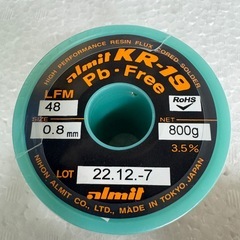 HIGH PERFORMANCE RESIN FLUX CORED SOLDER
almit KR-19
Pb・Free
LFM
48
RoHS
SIZE
0.8 mm
NET
800g
3.5%
LOT
22.12.-7
almit
NIHON ALMIT CO., LTD., MADE IN TOKYO.JAPAN